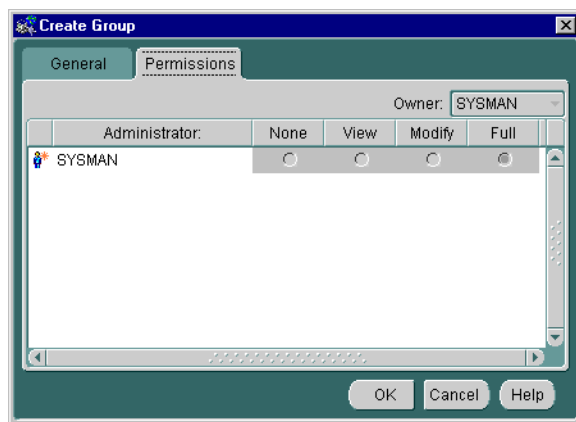 Create Group
General Permissions
Owner: SYSMAN
Administrator: None View Modify Full
SYSMAN
OK Cancel Help